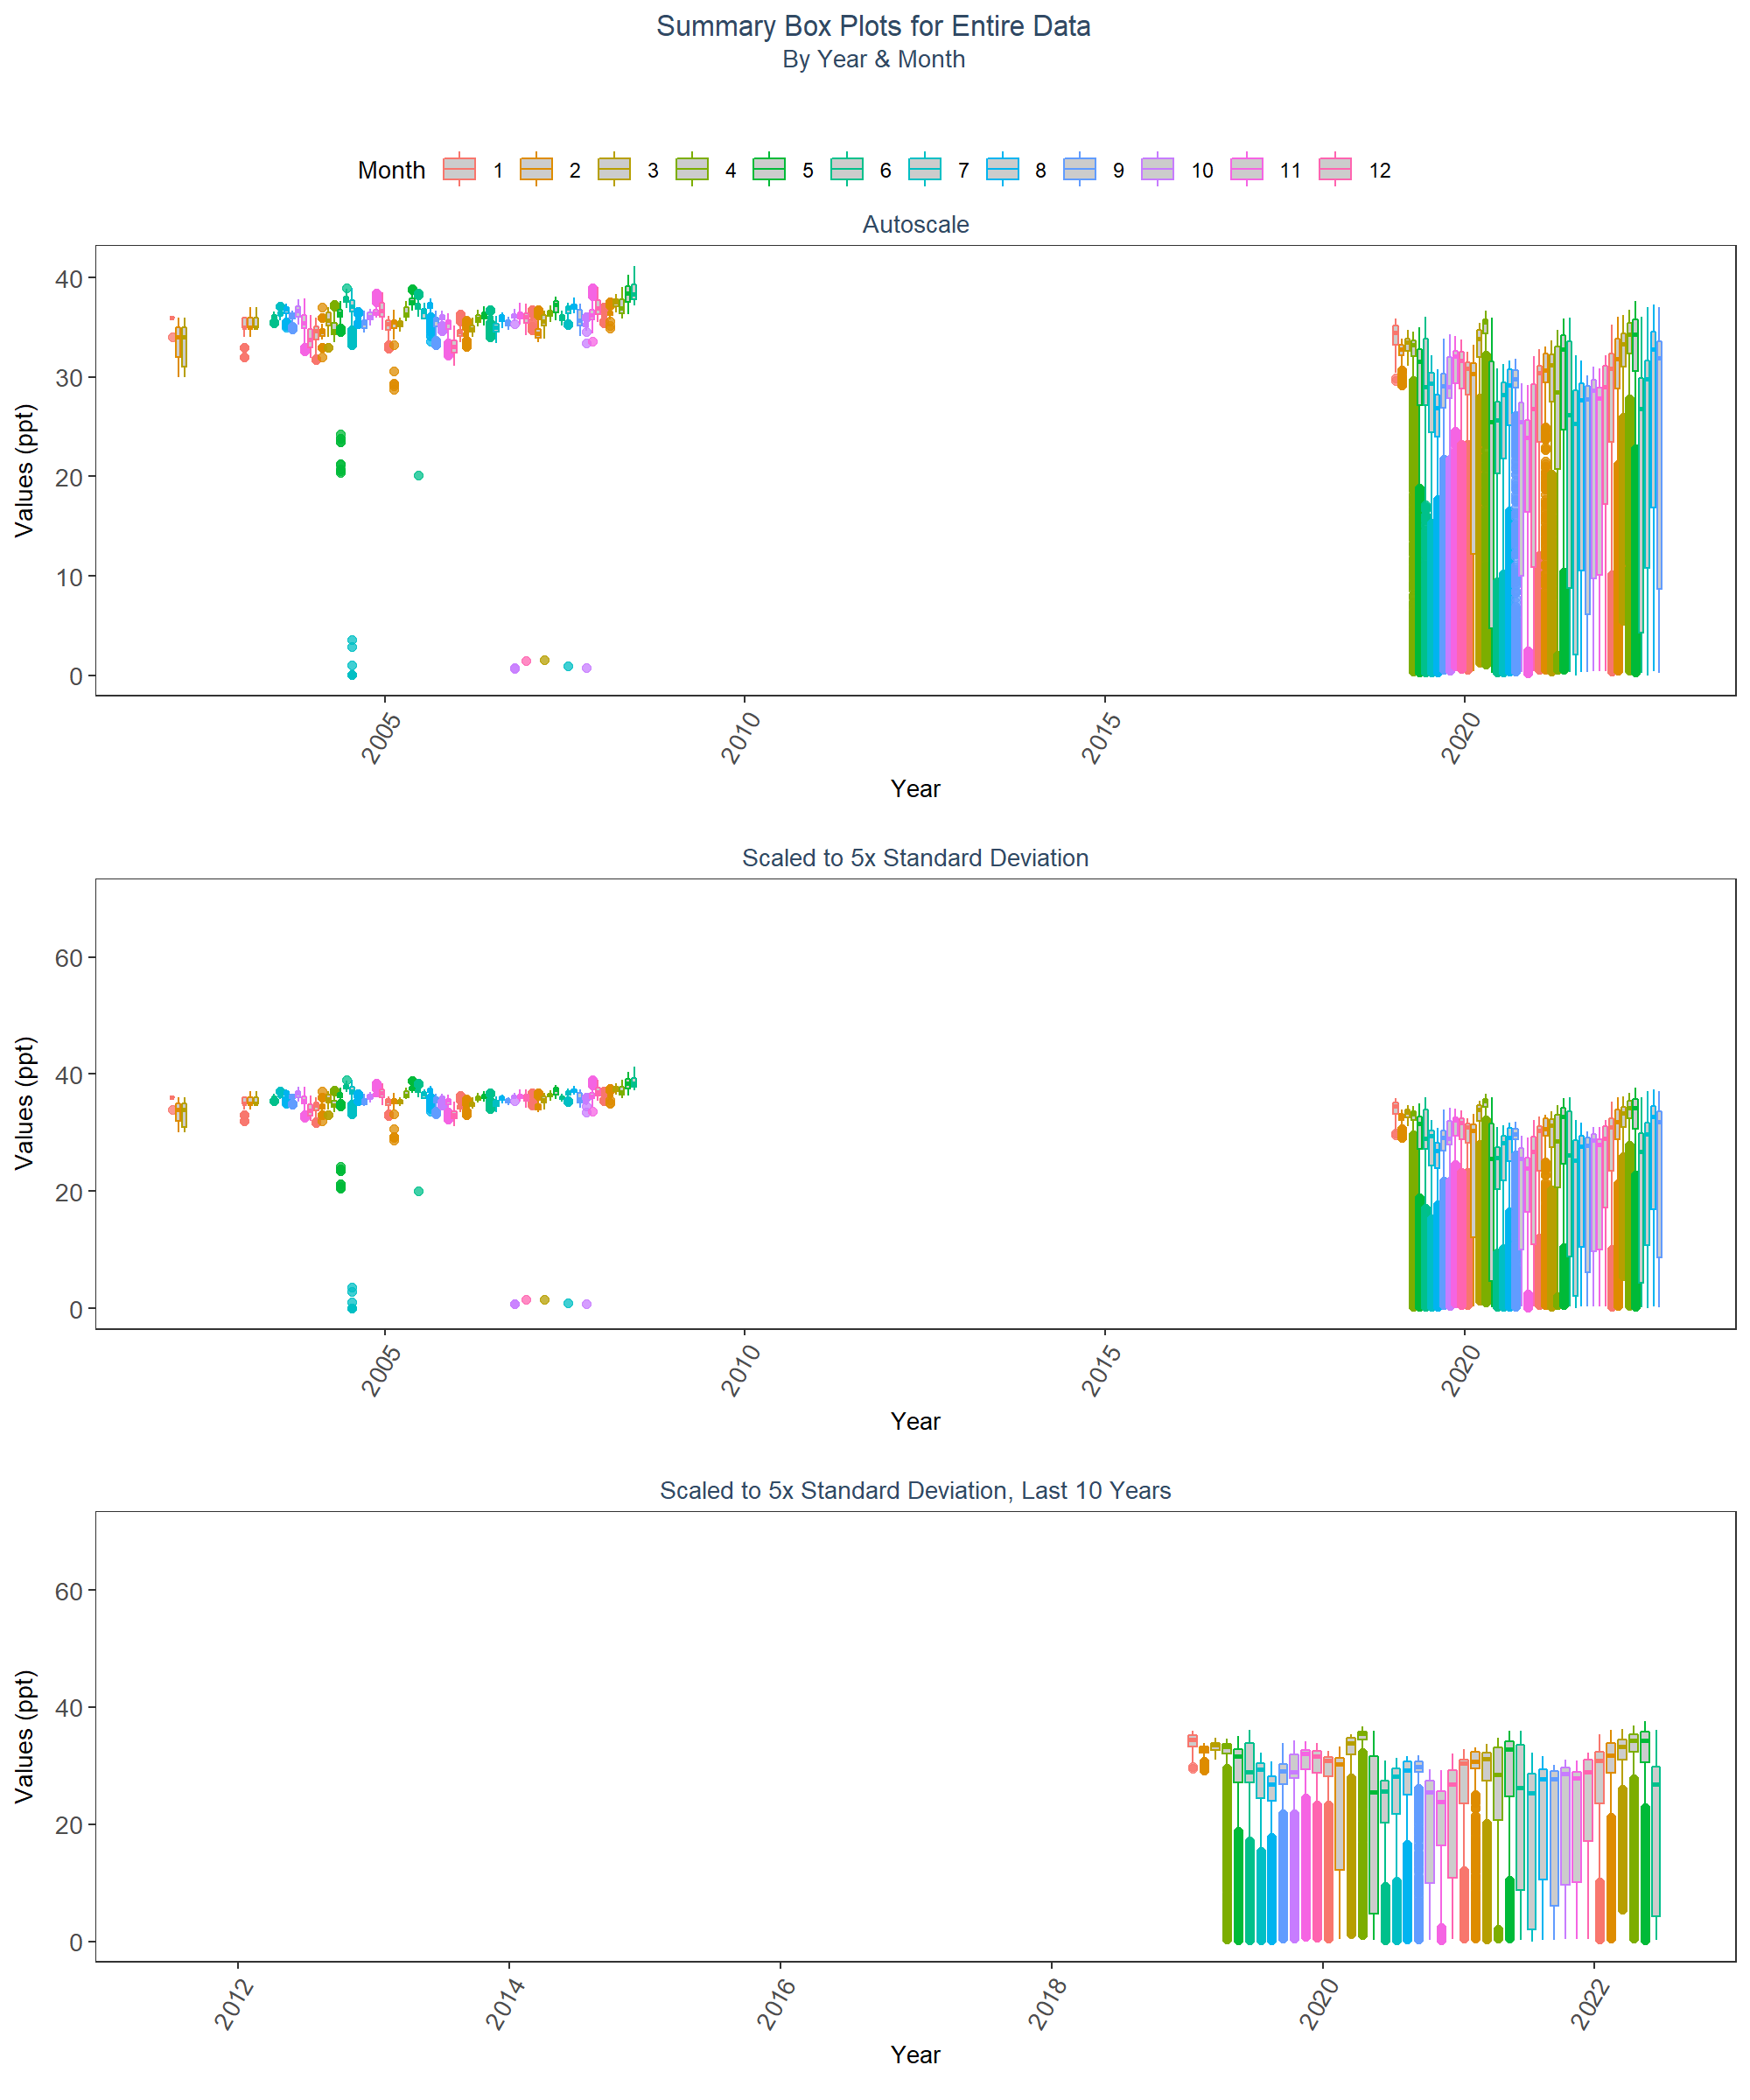 Summary Box Plots for Entire Data
By Year & Month
Month 1 2 3 4 5 6 7 8 9 10 11 12
Autoscale
Values (ppt)
40
30
20
10
0
2005 2010 2015 2020
Year
Scaled to 5x Standard Deviation
Values (ppt)
60
40
20
0
2005 2010 2015 2020
Year
Scaled to 5x Standard Deviation, Last 10 Years
Values (ppt)
60
40
20
0
2012 2014 2016 2018 2020 2022
Year